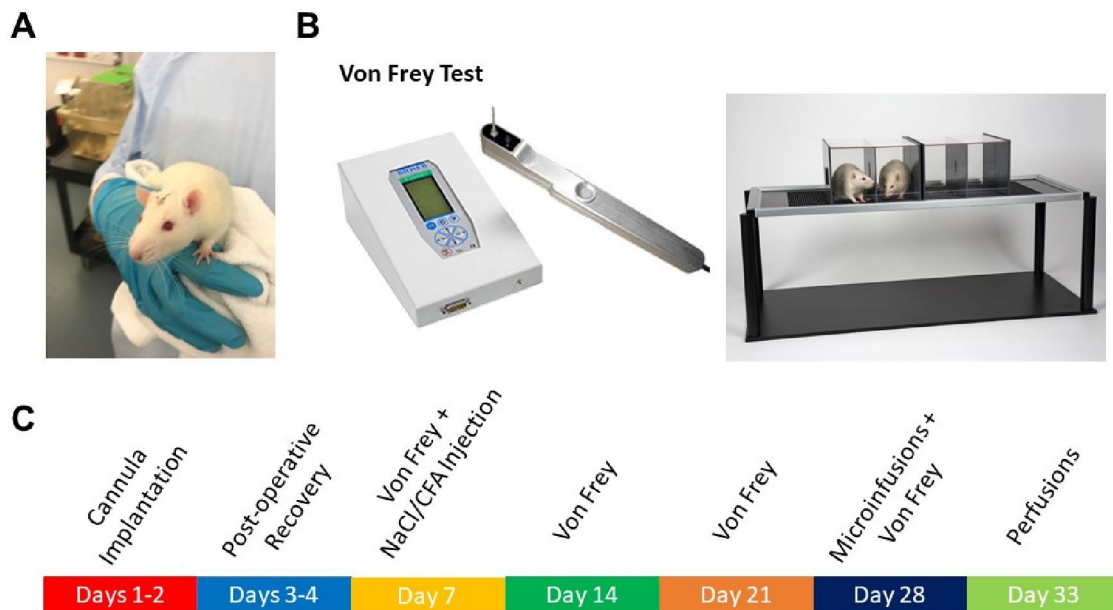 A
B
Von Frey Test
C
Cannula
Implantation
Post-operative
Recovery
Von Frey +
NaCl/CFA Injection
Von Frey
Von Frey
Microinfusions +
Von Frey
Perfusions
Days 1-2
Days 3-4
Day 7
Day 14
Day 21
Day 28
Day 33